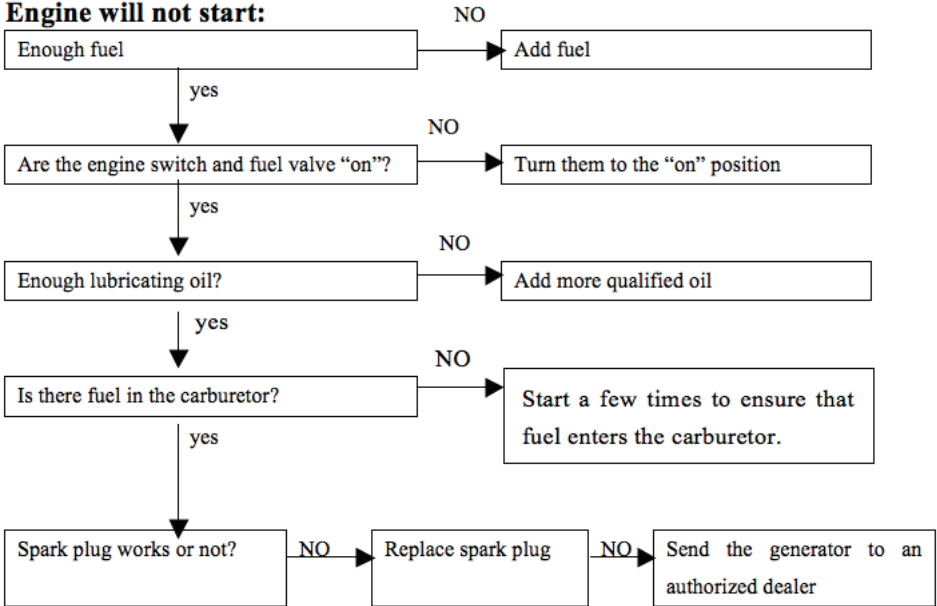 Engine will not start:
NO
Enough fuel
Add fuel
yes
NO
Are the engine switch and fuel valve “on”?
Turn them to the “on” position
yes
NO
Enough lubricating oil?
Add more qualified oil
yes
NO
Is there fuel in the carburetor?
Start a few times to ensure that
fuel enters the carburetor.
yes
Spark plug works or not?
NO
Replace spark plug
NO
Send the generator to an
authorized dealer